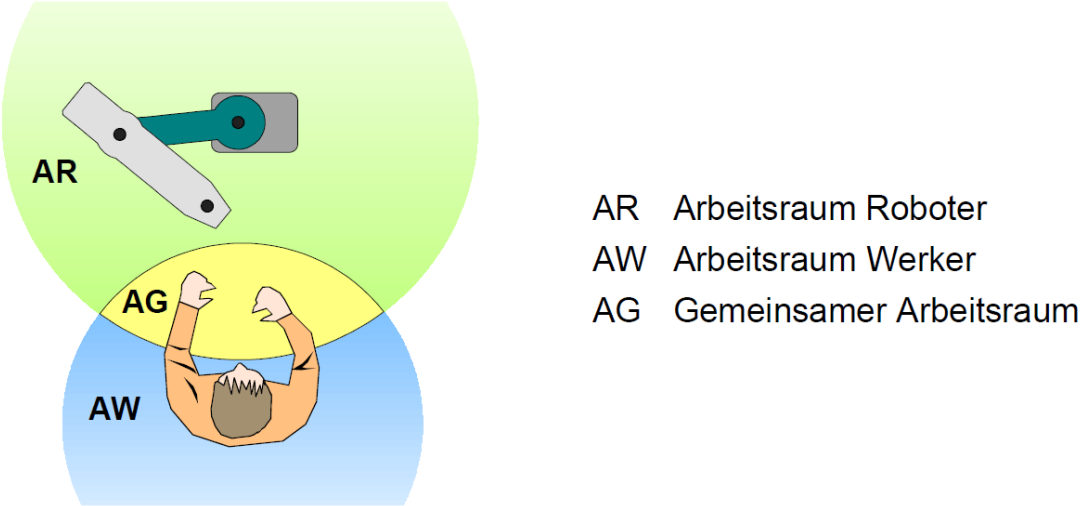 AR
AG
AW
AR Arbeitsraum Roboter
AW Arbeitsraum Werker
AG Gemeinsamer Arbeitsraum